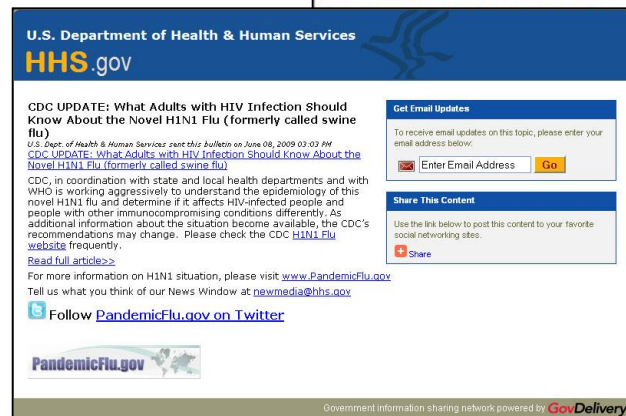 U.S. Department of Health & Human Services
HHS.gov
CDC UPDATE: What Adults with HIV Infection Should
Know About the Novel H1N1 Flu (formerly called swine
flu)
U.S. Dept. of Health & Human Services sent this bulletin on June 08, 2009 03:03 PM
CDC UPDATE: What Adults with HIV Infection Should Know About the
Novel H1N1 Flu (formerly called swine flu)
CDC, in coordination with state and local health departments and with
WHO is working aggressively to understand the epidemiology of this
novel H1N1 flu and determine if it affects HIV-infected people and
people with other immunocompromising conditions differently. As
additional information about the situation become available, the CDC's
recommendations may change. Please check the CDC H1N1 Flu
website frequently.
Read full article>>
For more information on H1N1 situation, please visit www.PandemicFlu.gov
Tell us what you think of our News Window at newmedia@hhs.gov
Follow PandemicFlu.gov on Twitter
PandemicFlu.gov
Get Email Updates
To receive email updates on this topic, please enter your
email address below:
Enter Email Address Go
Share This Content
Use the link below to post this content to your favorite
social networking sites.
Share
Government information sharing network powered by GovDelivery